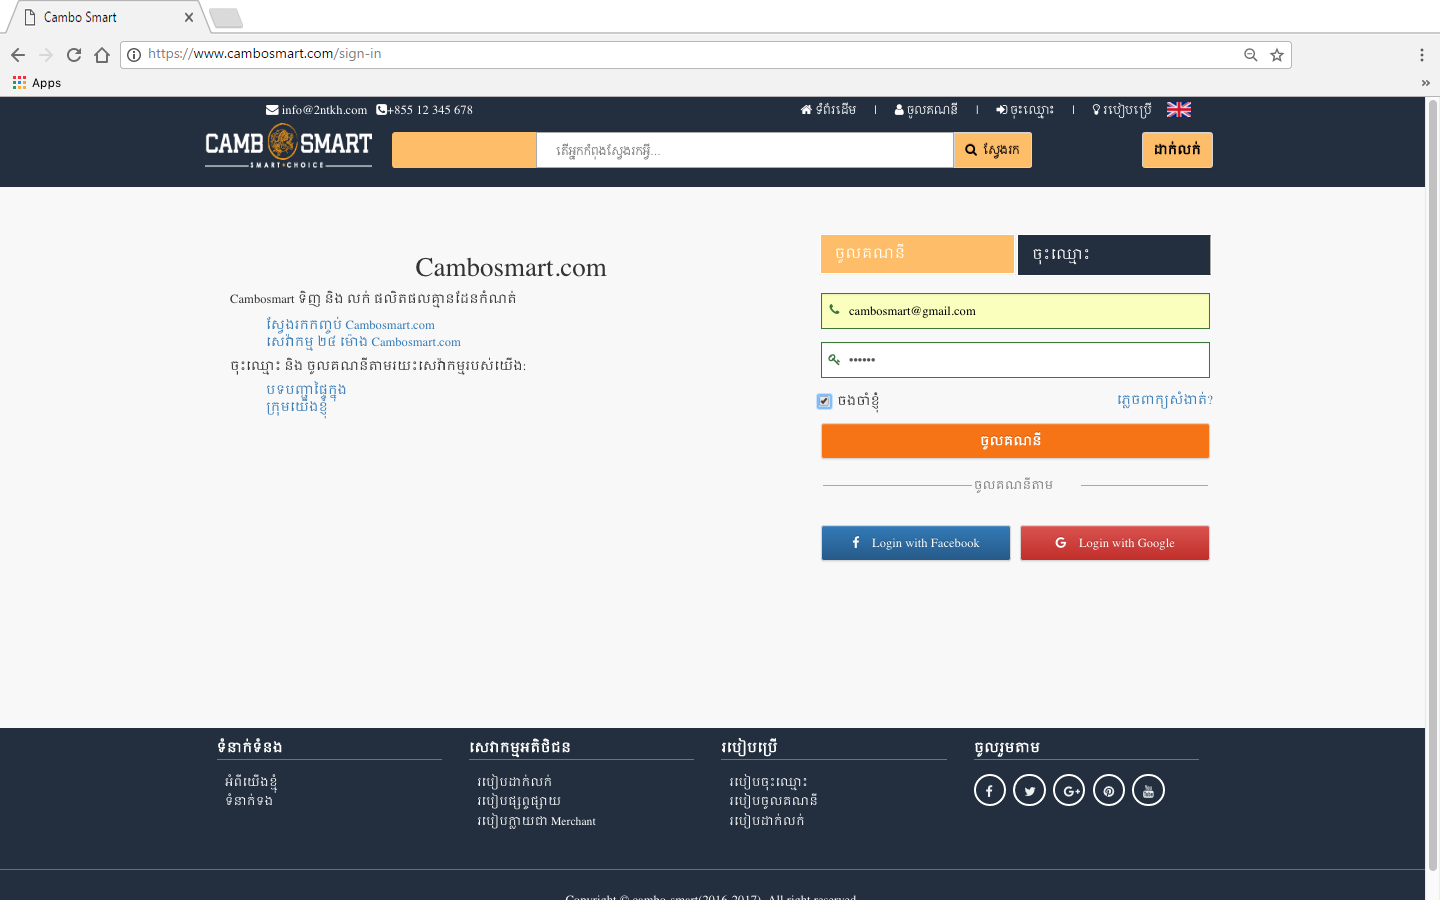 Cambo Smart
https://www.cambosmart.com/sign-in
Apps
»
info@2ntkh.com +855 12 345 678
ទំព័រដើម | ចូលគណនី | ចុះឈ្មោះ | របៀបប្រើ
CAMB SMART
SMART CHOICE
តើអ្នកកំពុងស្វែងរកអ្វី...
ស្វែងរក
ដាក់លក់
Cambosmart.com
Cambosmart ទិញ និង លក់ ផលិតផលគ្មានដែនកំណត់
ស្វែងរកកញ្ចប់ Cambosmart.com
សេវ៉ាកម្ម ២៤ ម៉ោង Cambosmart.com
ចុះឈ្មោះ និង ចូលគណនីតាមរយះសេវ៉ាកម្មរបស់យើង:
បទបញ្ជាផ្ទៃក្នុង
ក្រុមយើងខ្ញុំ
ចូលគណនី
ចុះឈ្មោះ
cambosmart@gmail.com
••••••
ចងចាំខ្ញុំ
ភ្លេចពាក្យសំងាត់?
ចូលគណនី
ចូលគណនីតាម
Login with Facebook
Login with Google
ទំនាក់ទំនង
អំពីយើងខ្ញុំ
ទំនាក់ទង
សេវាកម្មអតិថិជន
របៀបដាក់លក់
របៀបផ្សព្វផ្សាយ
របៀបក្លាយជា Merchant
របៀបប្រើ
របៀបចុះឈ្មោះ
របៀបចូលគណនី
របៀបដាក់លក់
ចូលរួមតាម
Copyright © cambo-smart(2016-2017). All right reserved